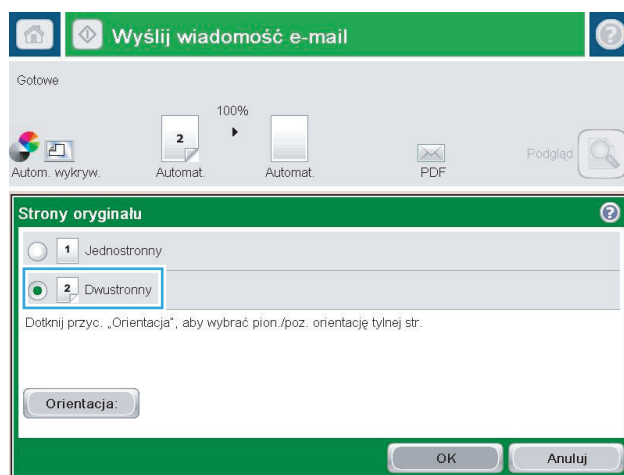 Wyślij wiadomość e-mail
Gotowe
100%
2
Autom. wykryw.
Automat.
Automat.
PDF
Podgląd
Strony oryginału
1 Jednostronny
2 Dwustronny
Dotknij przyc. „Orientacja”, aby wybrać pion./poz. orientację tylnej str.
Orientacja:
OK
Anuluj